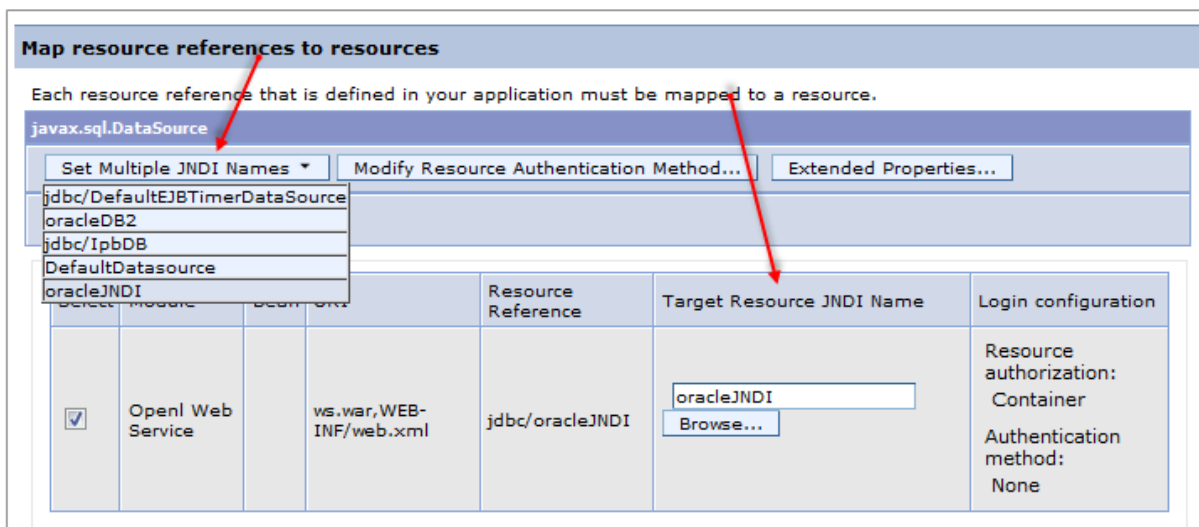 Map resource references to resources
Each resource reference that is defined in your application must be mapped to a resource.
javax.sql.DataSource
Set Multiple JNDI Names
Modify Resource Authentication Method...
Extended Properties...
jdbc/DefaultEJBTimerDataSource
oracleDB2
jdbc/IpbDB
DefaultDatasource
oracleJNDI
Select Module Bean URI
Resource
Reference
Target Resource JNDI Name
Login configuration
Openl Web
Service
ws.war,WEB-
INF/web.xml
jdbc/oracleJNDI
oracleJNDI
Browse...
Resource
authorization:
Container
Authentication
method:
None